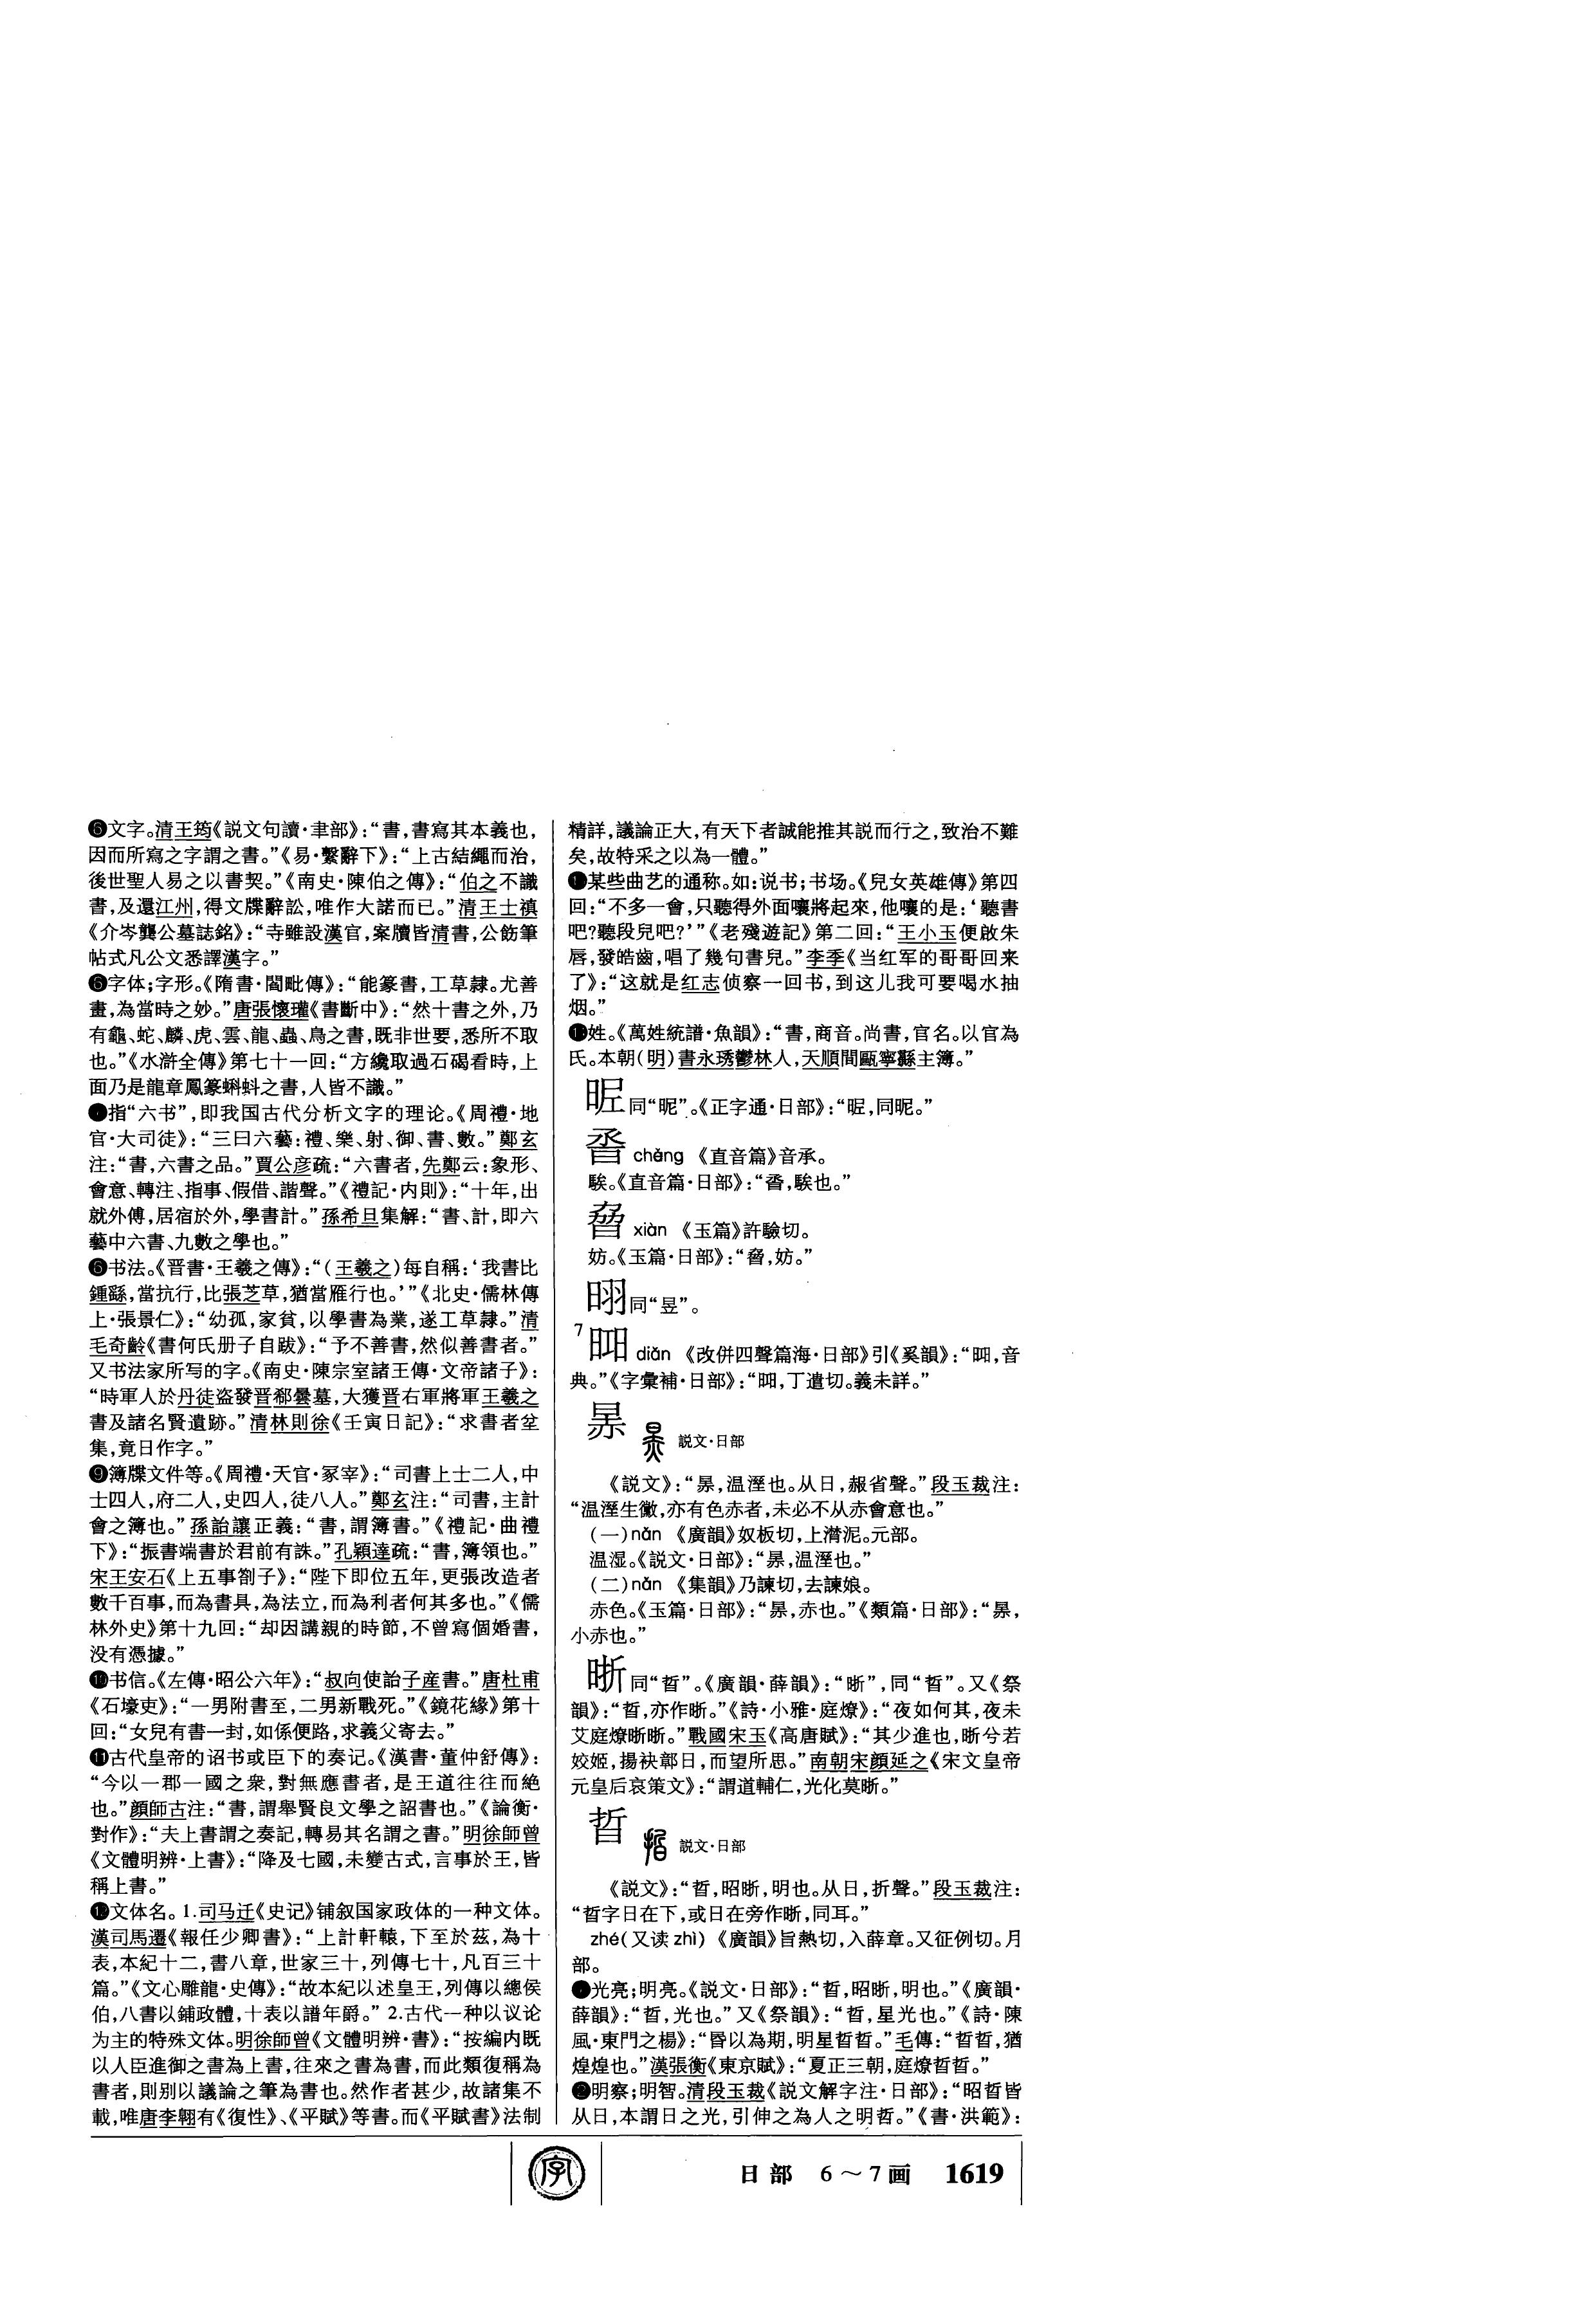 ❺文字。清王筠《説文句讀·聿部》：“書，書寫其本義也，
因而所寫之字謂之書。”《易·繫辭下》：“上古結繩而治，
後世聖人易之以書契。”《南史·陳伯之傳》：“伯之不識
書，及還江州，得文牒辭訟，唯作大諾而已。”清王士禛
《介岑龔公墓誌銘》：“寺雖設漢官，案牘皆清書，公飭筆
帖式凡公文悉譯漢字。”
❻字体；字形。《隋書·閻毗傳》：“能篆書，工草隸。尤善
畫，為當時之妙。”唐張懷瓘《書斷中》：“然十書之外，乃
有龜、蛇、麟、虎、雲、龍、蟲、鳥之書，既非世要，悉所不取
也。”《水滸全傳》第七十一回：“方纔取過石碣看時，上
面乃是龍章鳳篆蝌蚪之書，人皆不識。”
❼指“六书”，即我国古代分析文字的理论。《周禮·地
官·大司徒》：“三曰六藝：禮、樂、射、御、書、數。”鄭玄
注：“書，六書之品。”賈公彦疏：“六書者，先鄭云：象形、
會意、轉注、指事、假借、諧聲。”《禮記·内則》：“十年，出
就外傅，居宿於外，學書計。”孫希旦集解：“書、計，即六
藝中六書、九數之學也。”
❽书法。《晋書·王羲之傳》：“（王羲之）每自稱：‘我書比
鍾繇，當抗行，比張芝草，猶當雁行也。’”《北史·儒林傳
上·張景仁》：“幼孤，家貧，以學書為業，遂工草隸。”清
毛奇齡《書何氏册子自跋》：“予不善書，然似善書者。”
又书法家所写的字。《南史·陳宗室諸王傳·文帝諸子》：
“時軍人於丹徒盗發晋郗曇墓，大獲晋右軍將軍王羲之
書及諸名賢遺跡。”清林則徐《壬寅日記》：“求書者坌
集，竟日作字。”
❾簿牒文件等。《周禮·天官·冢宰》：“司書上士二人，中
士四人，府二人，史四人，徒八人。”鄭玄注：“司書，主計
會之簿也。”孫詒讓正義：“書，謂簿書。”《禮記·曲禮
下》：“振書端書於君前有誅。”孔穎達疏：“書，簿領也。”
宋王安石《上五事劄子》：“陛下即位五年，更張改造者
數千百事，而為書具，為法立，而為利者何其多也。”《儒
林外史》第十九回：“却因講親的時節，不曾寫個婚書，
没有憑據。”
❿书信。《左傳·昭公六年》：“叔向使詒子産書。”唐杜甫
《石壕吏》：“一男附書至，二男新戰死。”《鏡花緣》第十
回：“女兒有書一封，如係便路，求義父寄去。”
⓫古代皇帝的诏书或臣下的奏记。《漢書·董仲舒傳》：
“今以一郡一國之衆，對無應書者，是王道往往而絶
也。”顔師古注：“書，謂舉賢良文學之詔書也。”《論衡·
對作》：“夫上書謂之奏記，轉易其名謂之書。”明徐師曾
《文體明辨·上書》：“降及七國，未變古式，言事於王，皆
稱上書。”
⓬文体名。1.司马迁《史记》铺叙国家政体的一种文体。
漢司馬遷《報任少卿書》：“上計軒轅，下至於茲，為十
表，本紀十二，書八章，世家三十，列傳七十，凡百三十
篇。”《文心雕龍·史傳》：“故本紀以述皇王，列傳以總侯
伯，八書以鋪政體，十表以譜年爵。”2.古代一种以议论
为主的特殊文体。明徐師曾《文體明辨·書》：“按編内既
以人臣進御之書為上書，往來之書為書，而此類復稱為
書者，則别以議論之筆為書也。然作者甚少，故諸集不
載，唯唐李翱有《復性》、《平賦》等書。而《平賦書》法制
精詳，議論正大，有天下者誠能推其説而行之，致治不難
矣，故特采之以為一體。”
⓭某些曲艺的通称。如：说书；书场。《兒女英雄傳》第四
回：“不多一會，只聽得外面嚷將起來，他嚷的是：‘聽書
吧？聽段兒吧？’”《老殘遊記》第二回：“王小玉便啟朱
唇，發皓齒，唱了幾句書兒。”李季《当红军的哥哥回来
了》：“这就是红志侦察一回书，到这儿我可要喝水抽
烟。”
⓮姓。《萬姓統譜·魚韻》：“書，商音。尚書，官名。以官為
氏。本朝（明）書永琇鬱林人，天順間甌寧縣主簿。”
昵同“昵”。《正字通·日部》：“昵，同昵。”
chěng 《直音篇》音承。
騃。《直音篇·日部》：“，騃也。”
xiàn 《玉篇》許驗切。
妨。《玉篇·日部》：“，妨。”
同“昱”。
7 diǎn 《改併四聲篇海·日部》引《奚韻》：“，音
典。”《字彙補·日部》：“，丁遣切。義未詳。”
㬮 説文·日部
《説文》：“㬮，温溼也。从日，赧省聲。”段玉裁注：
“温溼生黴，亦有色赤者，未必不从赤會意也。”
（一）nǎn 《廣韻》奴板切，上潸泥。元部。
温湿。《説文·日部》：“㬮，温溼也。”
（二）nǎn 《集韻》乃諫切，去諫娘。
赤色。《玉篇·日部》：“㬮，赤也。”《類篇·日部》：“㬮，
小赤也。”
晣同“晢”。《廣韻·薛韻》：“晣”，同“晢”。又《祭
韻》：“晢，亦作晣。”《詩·小雅·庭燎》：“夜如何其，夜未
艾庭燎晣晣。”戰國宋玉《高唐賦》：“其少進也，晣兮若
姣姬，揚袂鄣日，而望所思。”南朝宋顔延之《宋文皇帝
元皇后哀策文》：“謂道輔仁，光化莫晣。”
晢 説文·日部
《説文》：“晢，昭晣，明也。从日，折聲。”段玉裁注：
“晢字日在下，或日在旁作晣，同耳。”
zhé（又读zhì） 《廣韻》旨熱切，入薛章。又征例切。月
部。
❶光亮；明亮。《説文·日部》：“晢，昭晣，明也。”《廣韻·
薛韻》：“晢，光也。”又《祭韻》：“晢，星光也。”《詩·陳
風·東門之楊》：“昬以為期，明星晢晢。”毛傳：“晢晢，猶
煌煌也。”漢張衡《東京賦》：“夏正三朝，庭燎晢晢。”
❷明察；明智。清段玉裁《説文解字注·日部》：“昭晢皆
从日，本謂日之光，引伸之為人之明哲。”《書·洪範》：
字 日部 6～7画 1619